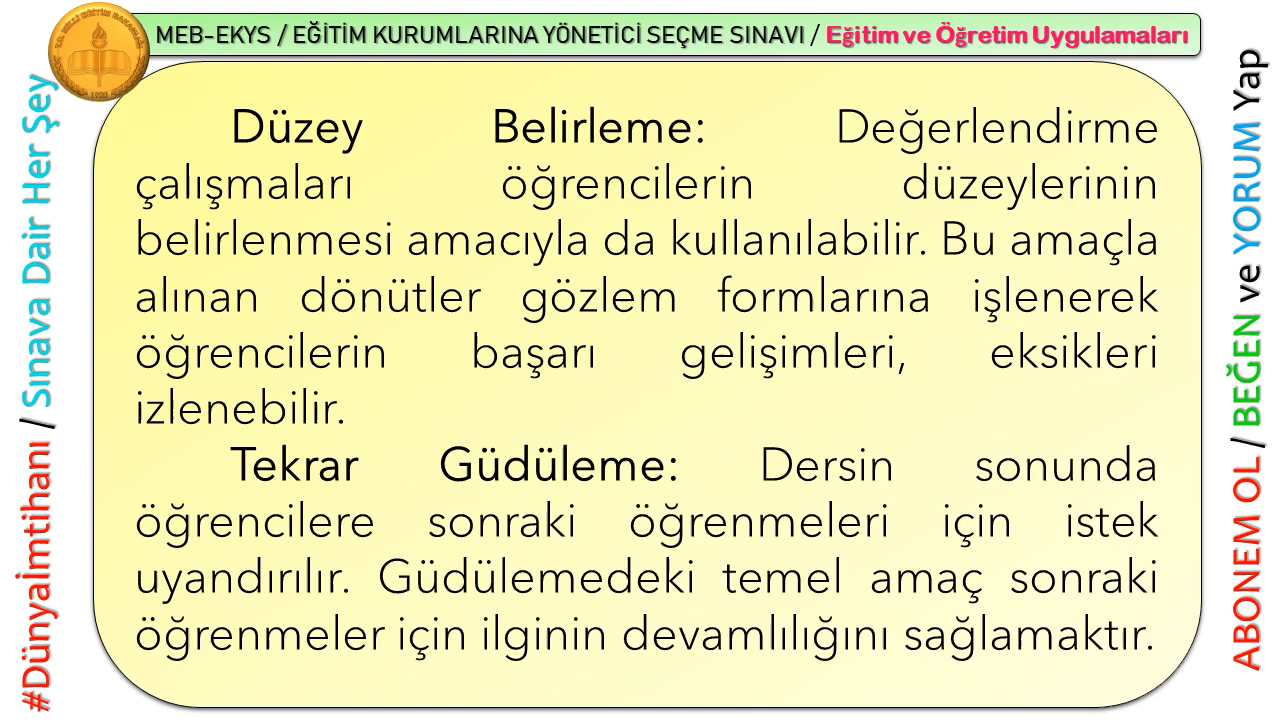 MEB-EKYS / EĞİTİM KURUMLARINA YÖNETİCİ SEÇME SINAVI / Eğitim ve Öğretim Uygulamaları
#Dünyaİmtihanı / Sınava Dair Her Şey
Düzey Belirleme: Değerlendirme
çalışmaları öğrencilerin düzeylerinin
belirlenmesi amacıyla da kullanılabilir. Bu amaçla
alınan dönütler gözlem formlarına işlenerek
öğrencilerin başarı gelişimleri, eksikleri
izlenebilir.
Tekrar Güdüleme: Dersin sonunda
öğrencilere sonraki öğrenmeleri için istek
uyandırılır. Güdülemedeki temel amaç sonraki
öğrenmeler için ilginin devamlılığını sağlamaktır.
ABONEM OL / BEĞEN ve YORUM Yap